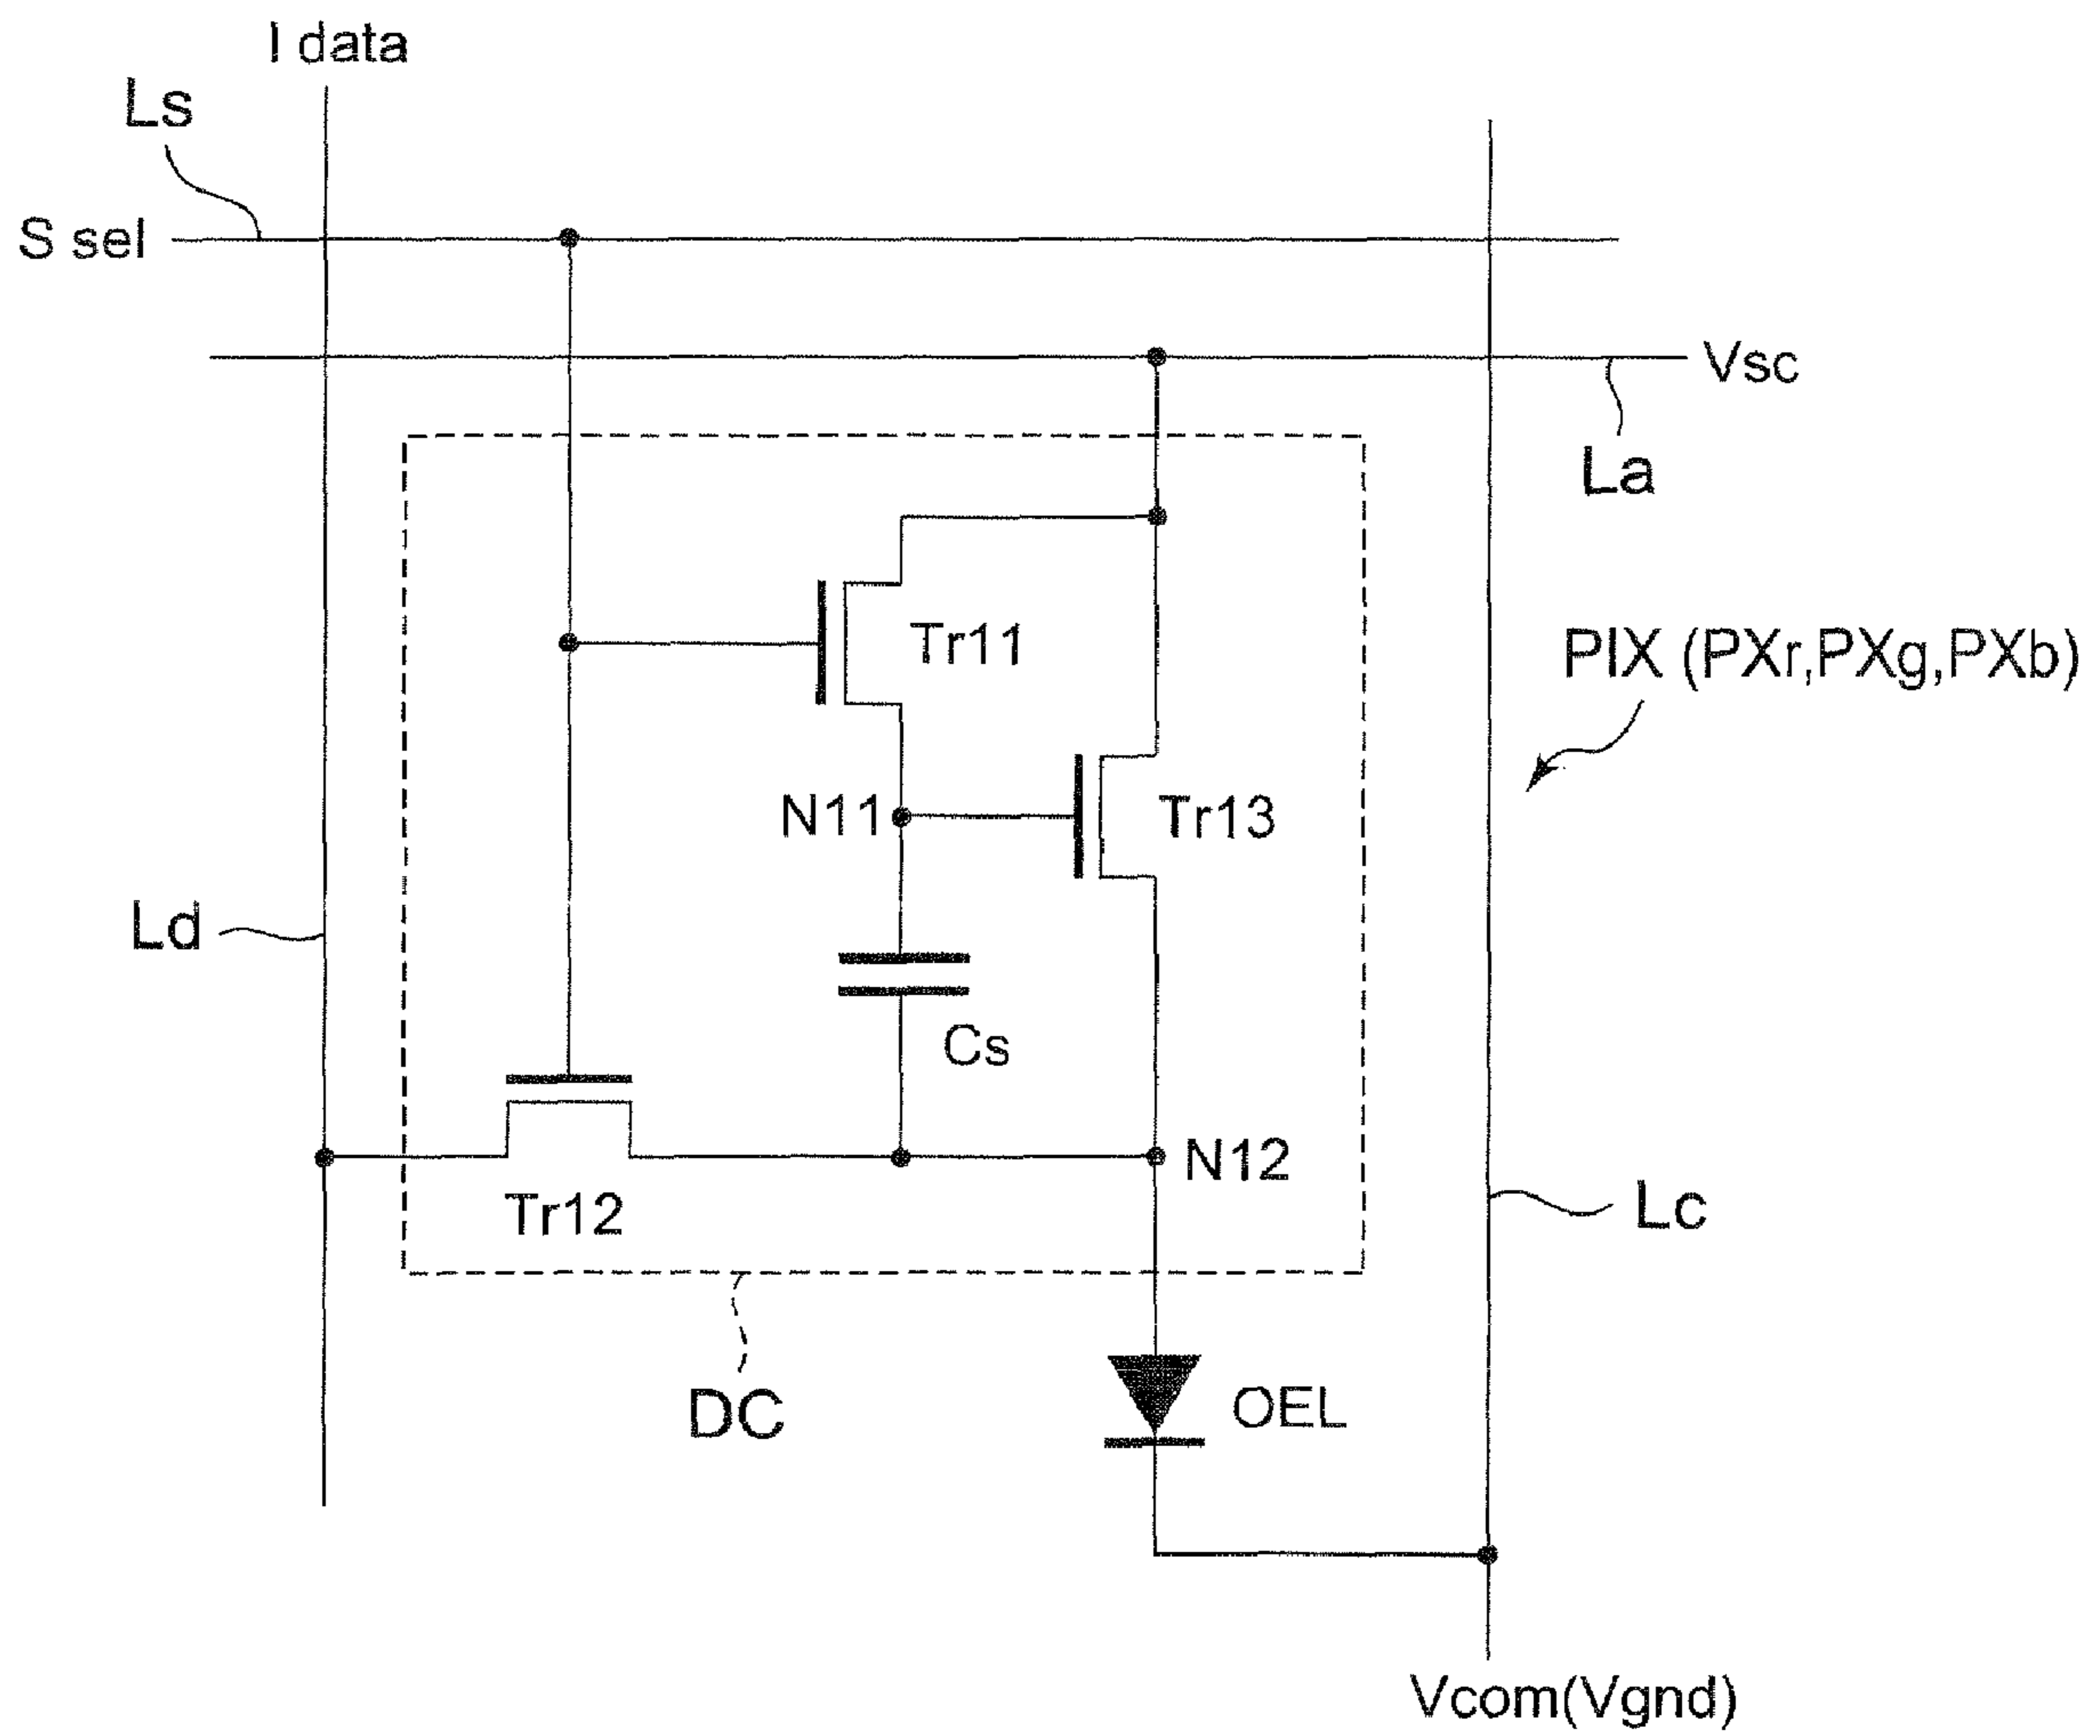 I data
Ls
S sel
Vsc
La
Tr11
PIX (PXr,PXg,PXb)
N11
Tr13
Ld
Cs
N12
Tr12
Lc
DC
OEL
Vcom(Vgnd)